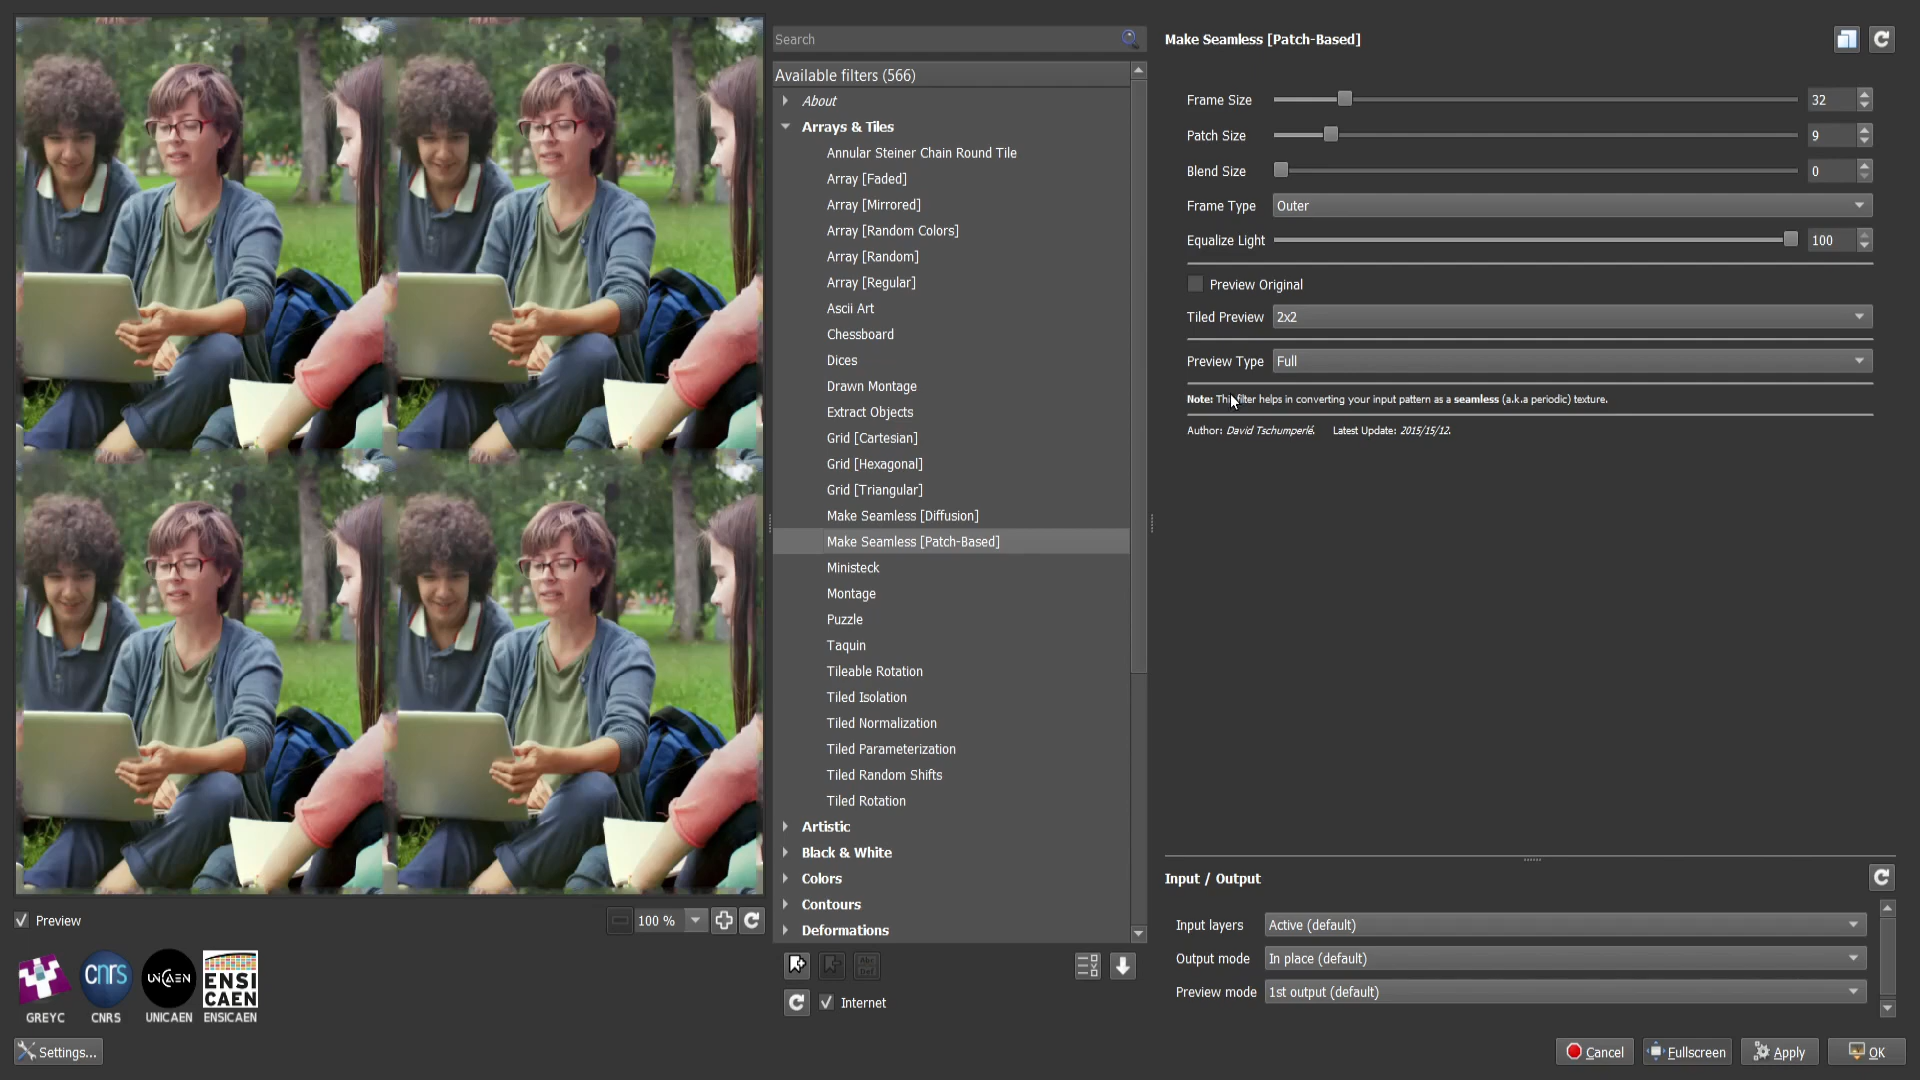 Search
Available filters (566)
About
Arrays & Tiles
Annular Steiner Chain Round Tile
Array [Faded]
Array [Mirrored]
Array [Random Colors]
Array [Random]
Array [Regular]
Ascii Art
Chessboard
Dices
Drawn Montage
Extract Objects
Grid [Cartesian]
Grid [Hexagonal]
Grid [Triangular]
Make Seamless [Diffusion]
Make Seamless [Patch-Based]
Ministeck
Montage
Puzzle
Taquin
Tileable Rotation
Tiled Isolation
Tiled Normalization
Tiled Parameterization
Tiled Random Shifts
Tiled Rotation
Artistic
Black & White
Colors
Contours
Deformations
Abc
Def
Internet
Preview
100 %
cnrs
UNICAEN
ENSI
CAEN
GREYC
CNRS
UNICAEN
ENSICAEN
Settings...
Make Seamless [Patch-Based]
Frame Size 32
Patch Size 9
Blend Size 0
Frame Type Outer
Equalize Light 100
Preview Original
Tiled Preview 2x2
Preview Type Full
Note: This filter helps in converting your input pattern as a seamless (a.k.a periodic) texture.
Author: David Tschumperlé. Latest Update: 2015/15/12.
Input / Output
Input layers Active (default)
Output mode In place (default)
Preview mode 1st output (default)
Cancel
Fullscreen
Apply
OK